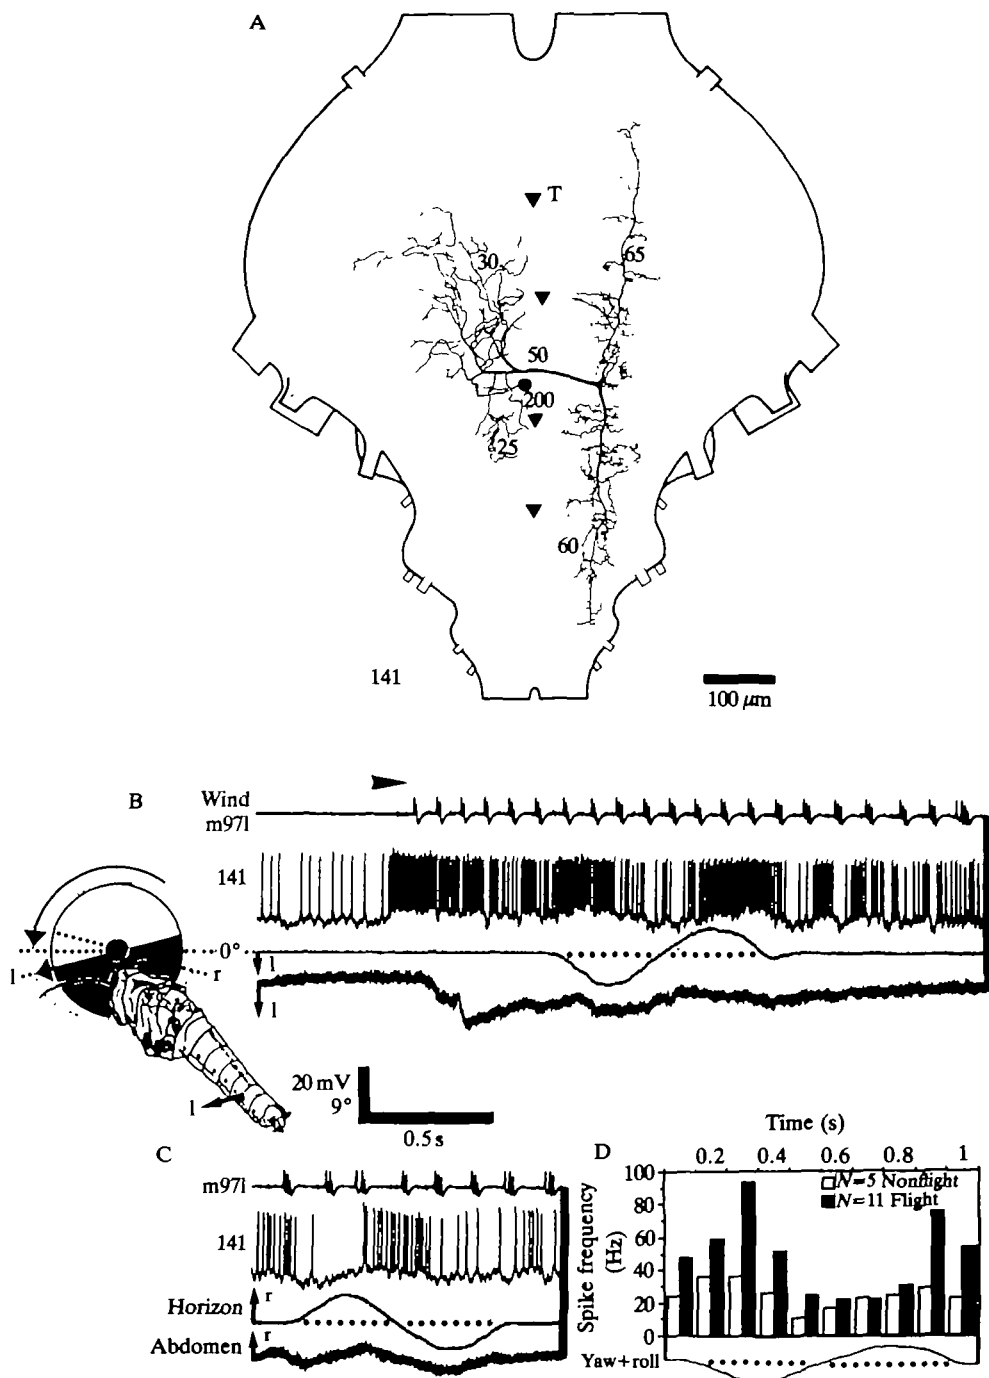 A
T
30
65
50
200
25
60
141
100 μm
B
Wind
m97l
141
0°
l
r
l
l
l
20 mV
9°
0.5 s
C
m97l
141
r
Horizon
r
Abdomen
D
Time (s)
0.2 0.4 0.6 0.8 1
N=5 Nonflight
N=11 Flight
Spike frequency
(Hz)
100
80
60
40
20
0
Yaw+roll